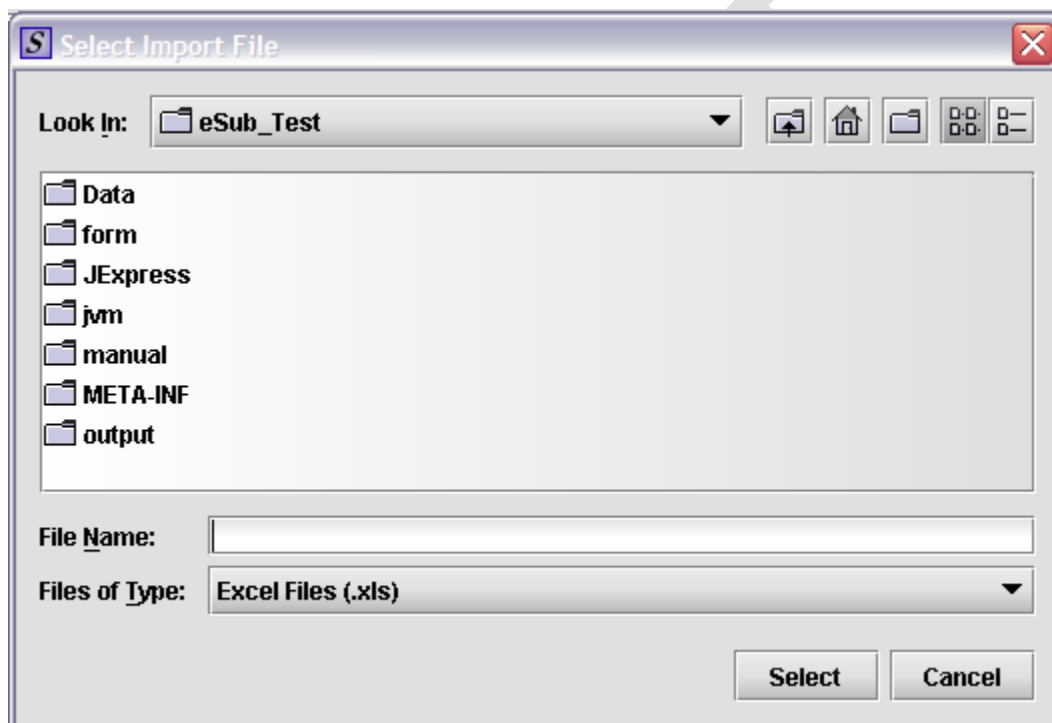 S Select Import File
Look In: eSub_Test
Data
form
JExpress
jvm
manual
META-INF
output
File Name:
Files of Type: Excel Files (.xls)
Select Cancel